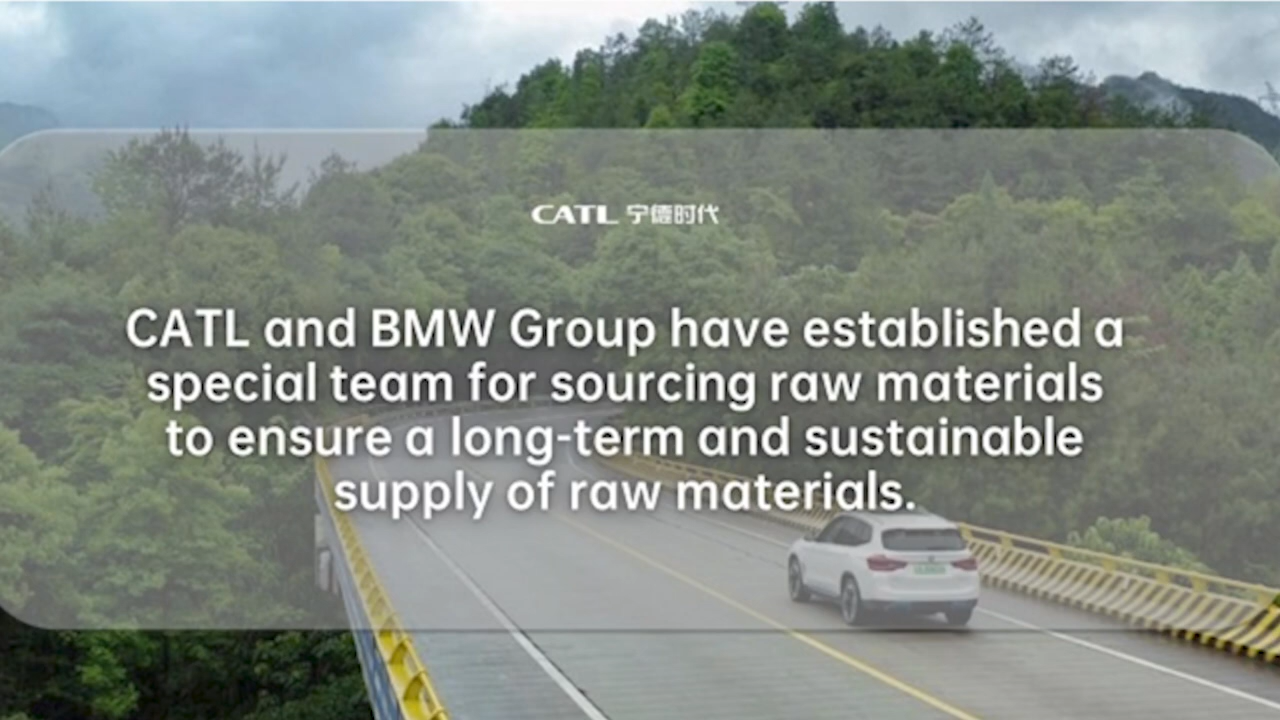 CATL 宁德时代
CATL and BMW Group have established a
special team for sourcing raw materials
to ensure a long-term and sustainable
supply of raw materials.